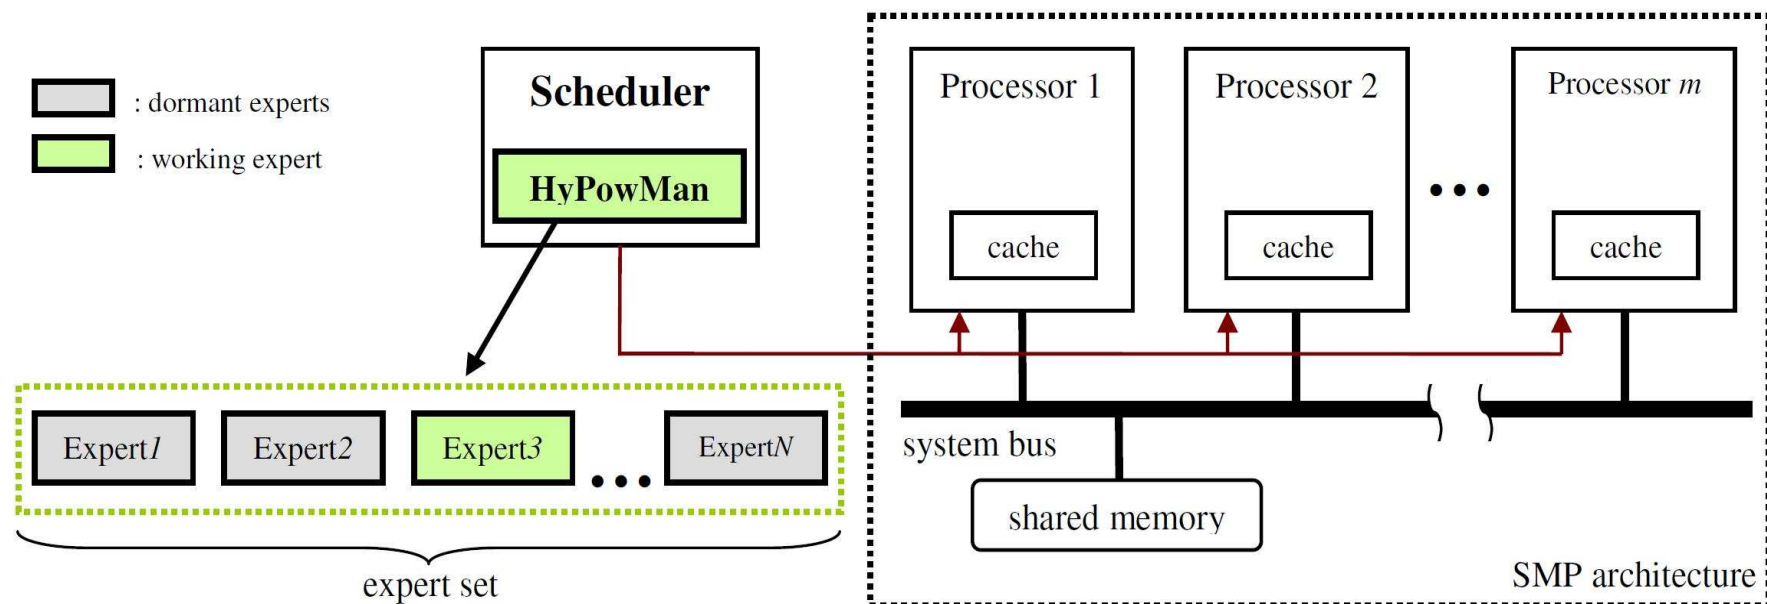 : dormant experts
: working expert
Scheduler
HyPowMan
Expert1
Expert2
Expert3
...
ExpertN
expert set
Processor 1
cache
Processor 2
cache
...
Processor m
cache
system bus
shared memory
SMP architecture